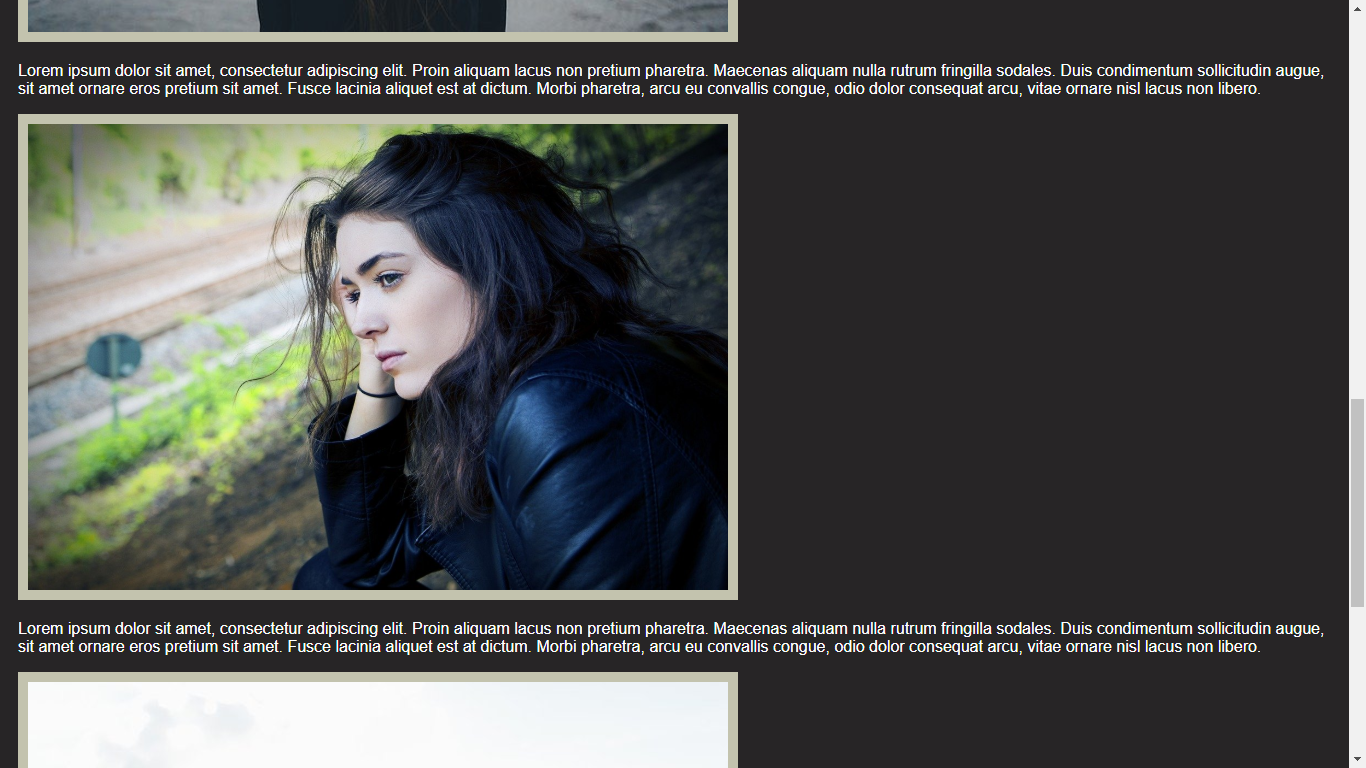 Lorem ipsum dolor sit amet, consectetur adipiscing elit. Proin aliquam lacus non pretium pharetra. Maecenas aliquam nulla rutrum fringilla sodales. Duis condimentum sollicitudin augue,
sit amet ornare eros pretium sit amet. Fusce lacinia aliquet est at dictum. Morbi pharetra, arcu eu convallis congue, odio dolor consequat arcu, vitae ornare nisl lacus non libero.
Lorem ipsum dolor sit amet, consectetur adipiscing elit. Proin aliquam lacus non pretium pharetra. Maecenas aliquam nulla rutrum fringilla sodales. Duis condimentum sollicitudin augue,
sit amet ornare eros pretium sit amet. Fusce lacinia aliquet est at dictum. Morbi pharetra, arcu eu convallis congue, odio dolor consequat arcu, vitae ornare nisl lacus non libero.